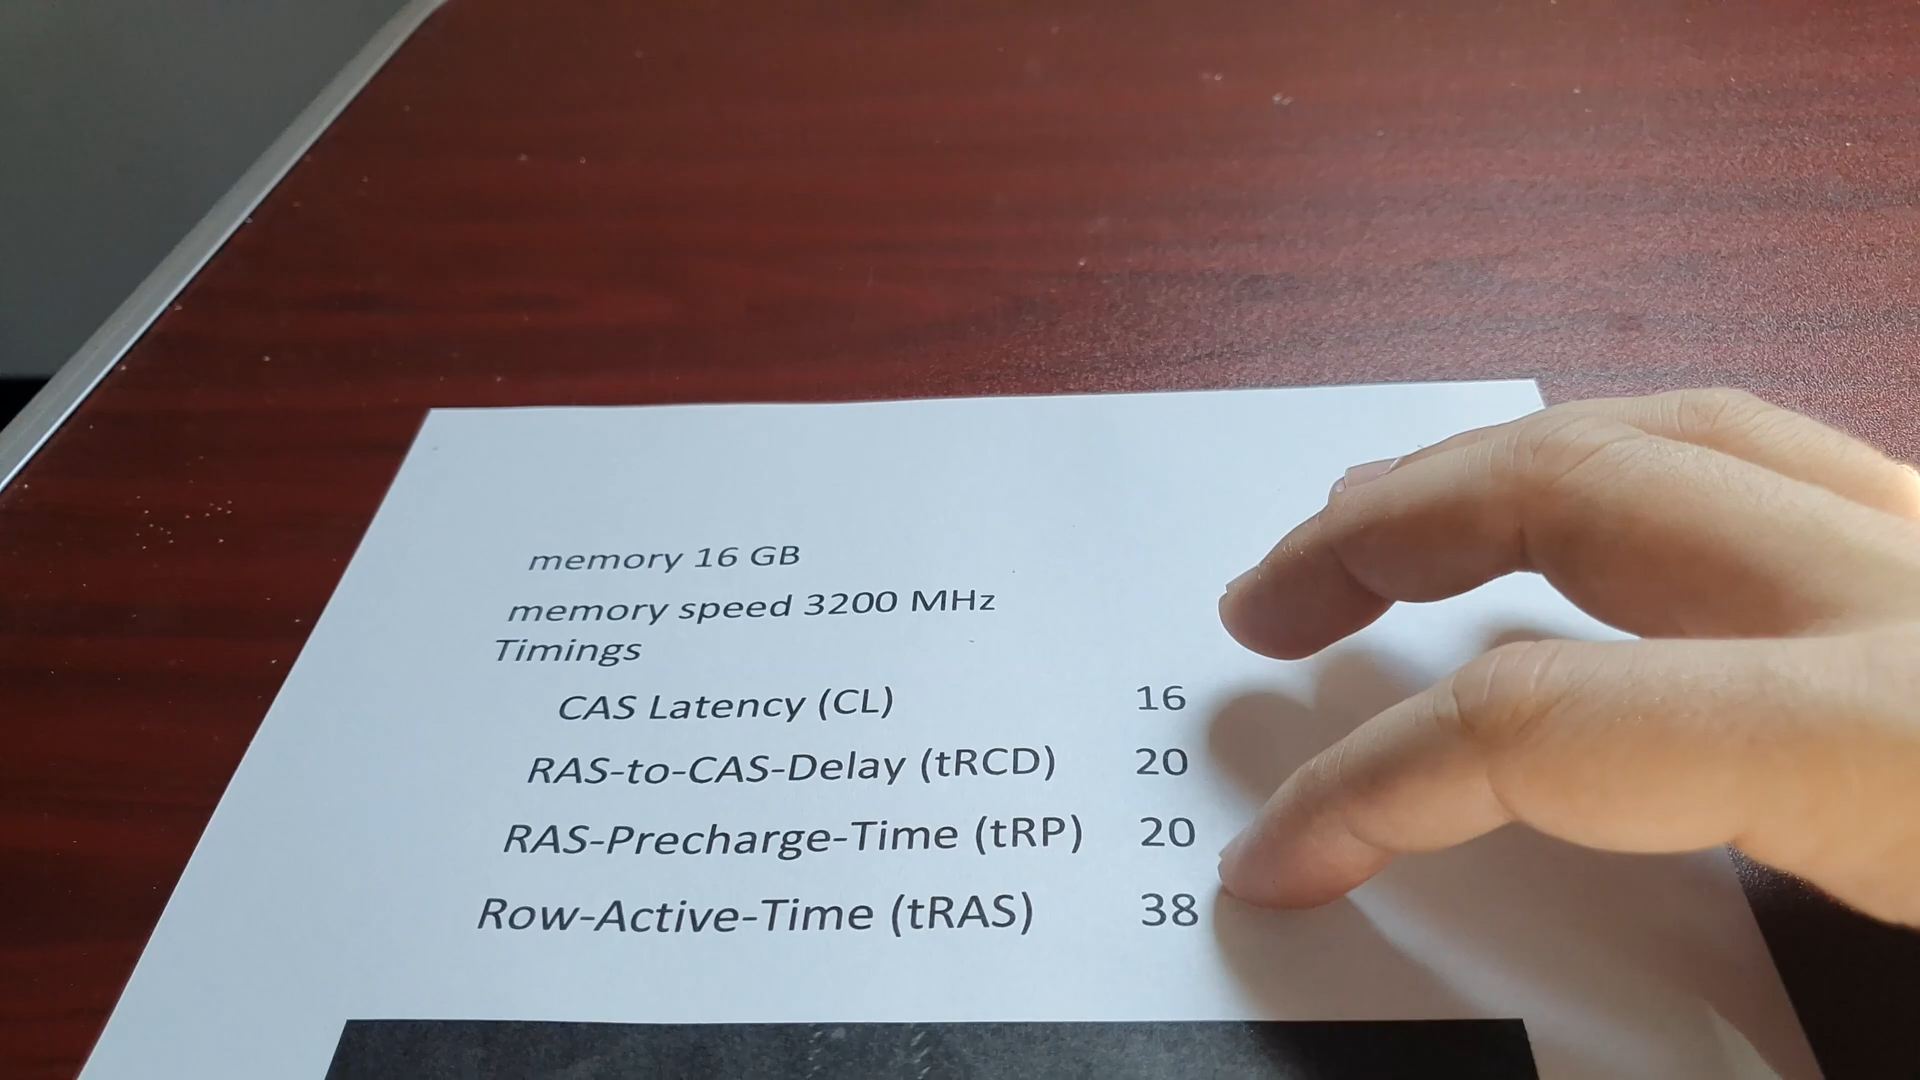 memory 16 GB
memory speed 3200 MHz
Timings
CAS Latency (CL) 16
RAS-to-CAS-Delay (tRCD) 20
RAS-Precharge-Time (tRP) 20
Row-Active-Time (tRAS) 38